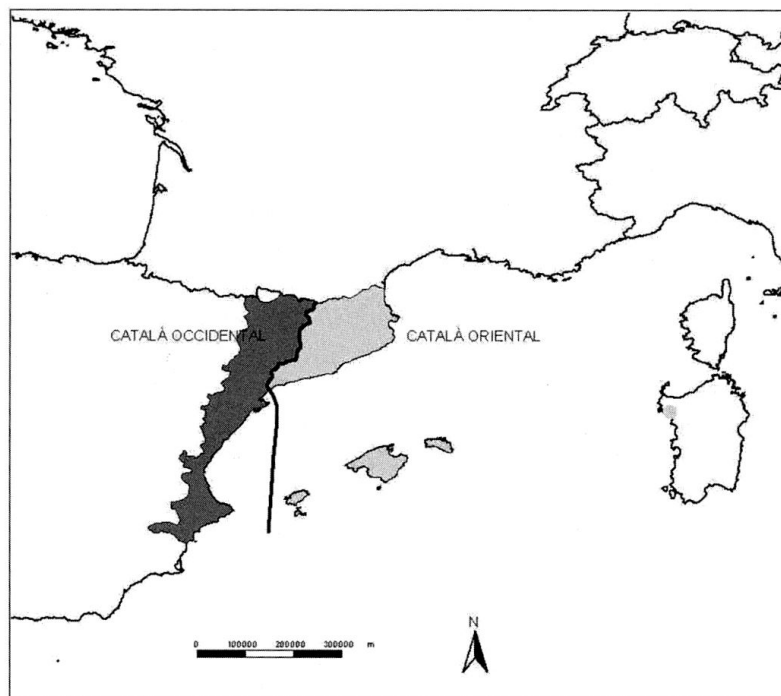 CATALÀ OCCIDENTAL
CATALÀ ORIENTAL
N
0 100000 200000 300000 m